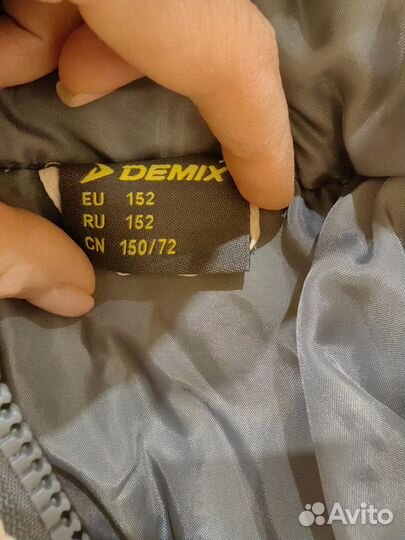 DEMIX
EU 152
RU 152
CN 150/72
Avito